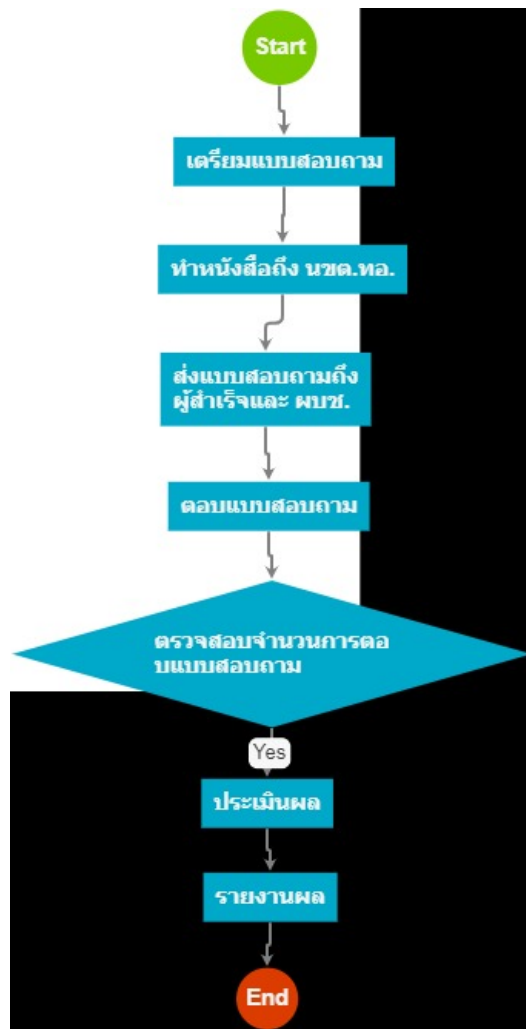 Start
เตรียมแบบสอบถาม
ทำหนังสือถึง นขต.ทอ.
ส่งแบบสอบถามถึง
ผู้สำเร็จและ ผบช.
ตอบแบบสอบถาม
ตรวจสอบจำนวนการตอ
บแบบสอบถาม
Yes
ประเมินผล
รายงานผล
End